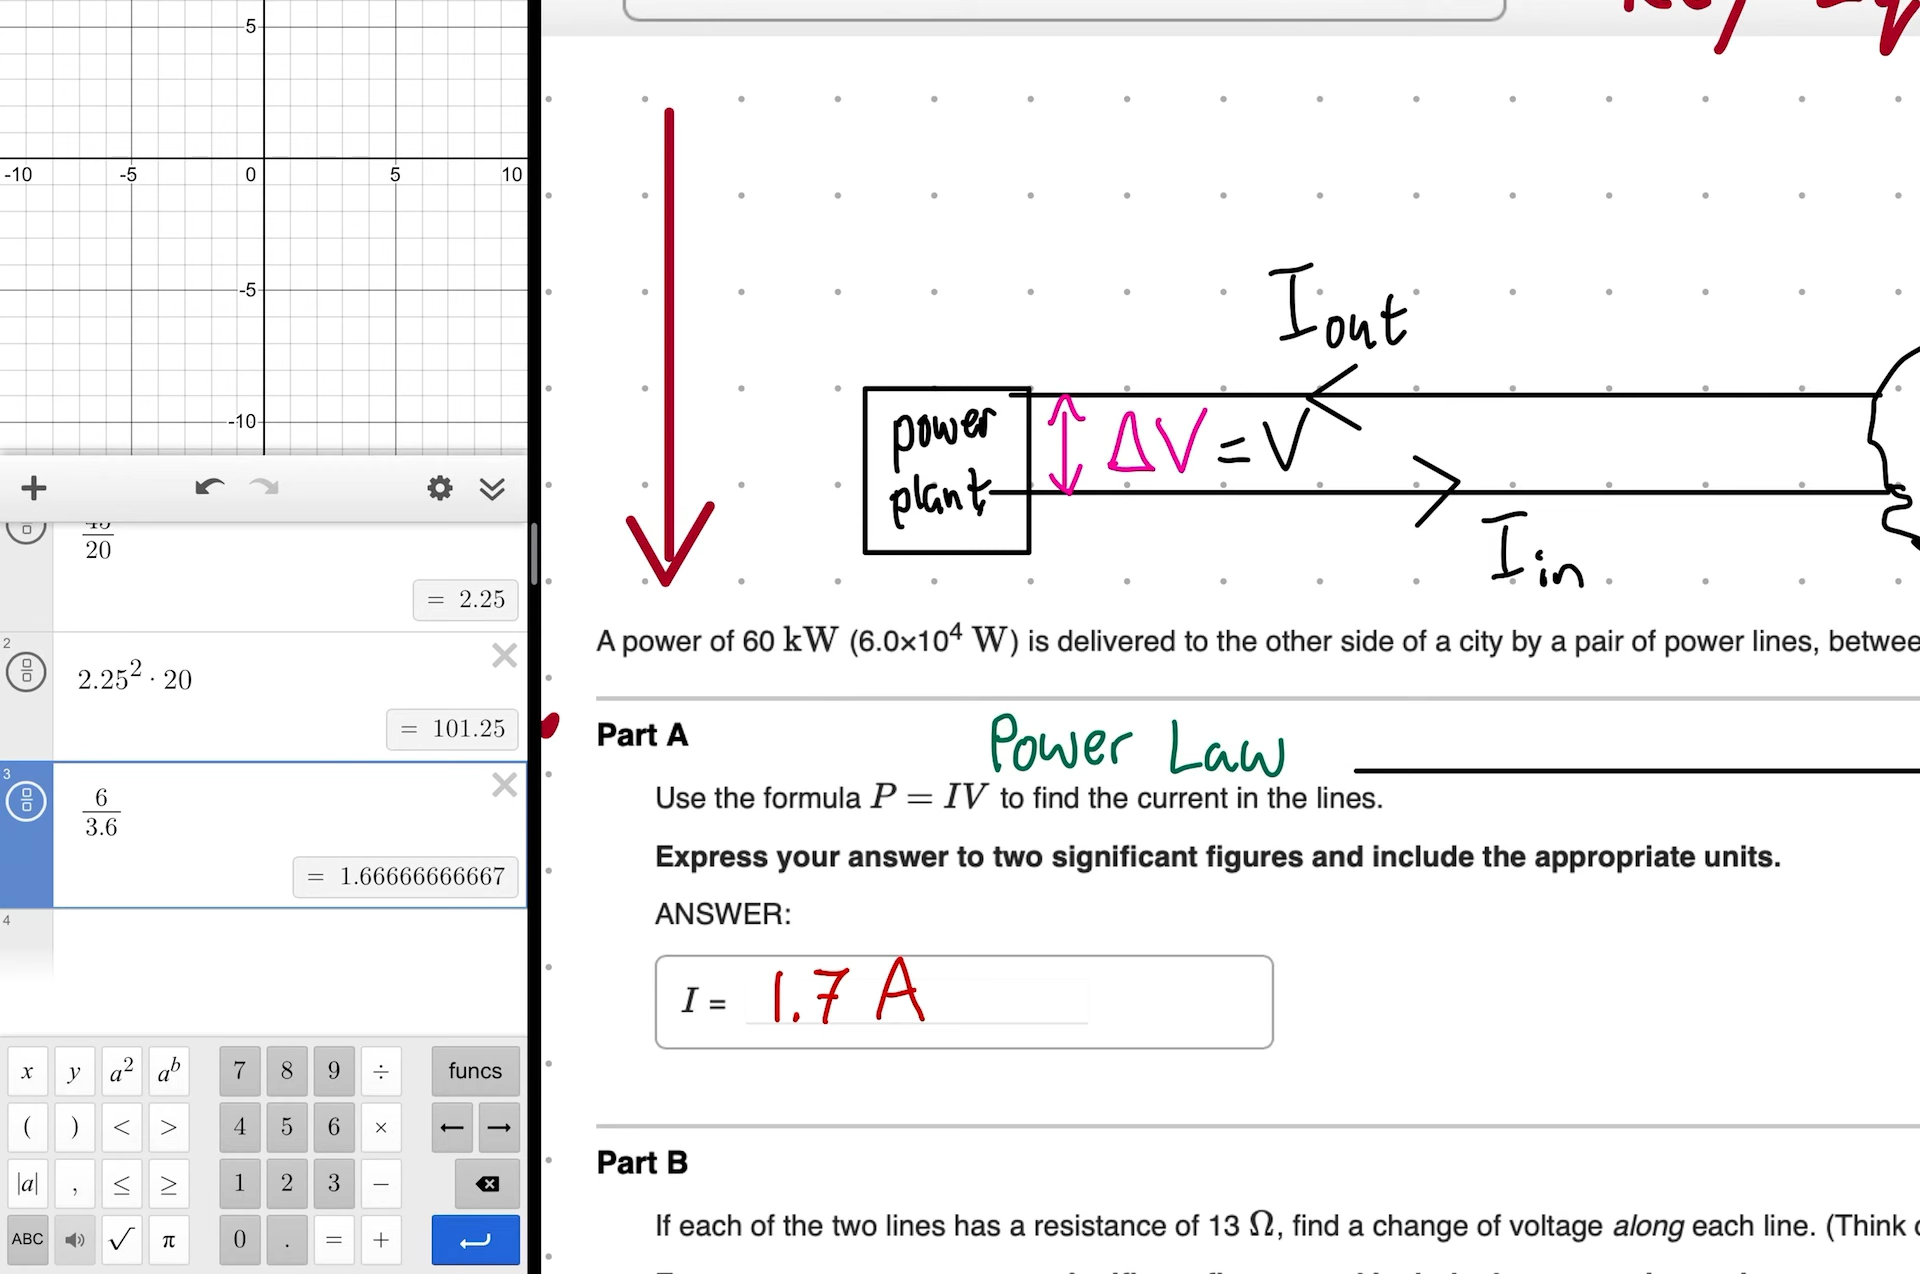 5
-10 -5 0 5 10
-5
-10
20
= 2.25
2
2.25² · 20
= 101.25
3
6
3.6
= 1.66666666667
4
x y a² aᵇ 7 8 9 ÷ funcs
( ) < > 4 5 6 × ← →
|a| , ≤ ≥ 1 2 3 −
ABC √ π 0 . = +
I out
power
plant
ΔV = V
I in
A power of 60 kW (6.0×10⁴ W) is delivered to the other side of a city by a pair of power lines, betwee
Part A
Power Law
Use the formula P = IV to find the current in the lines.
Express your answer to two significant figures and include the appropriate units.
ANSWER:
I = 1.7 A
Part B
If each of the two lines has a resistance of 13 Ω, find a change of voltage along each line. (Think